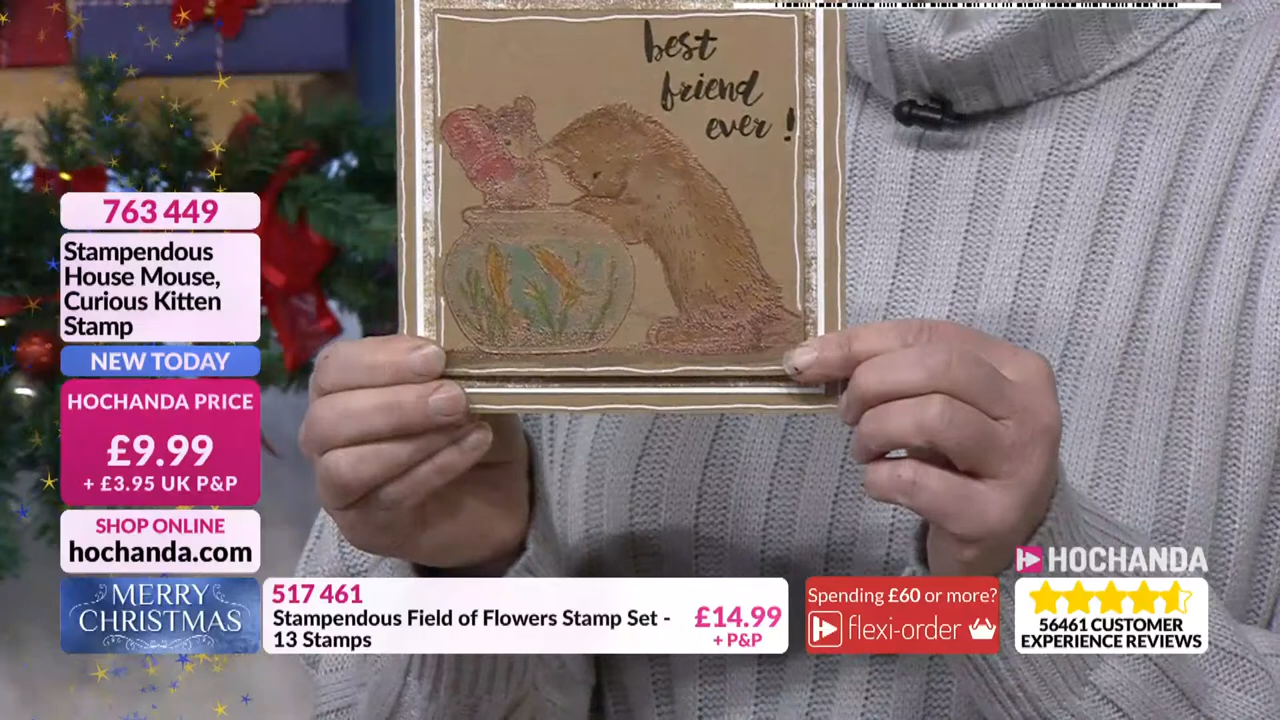 best
friend
ever !
763 449
Stampendous
House Mouse,
Curious Kitten
Stamp
NEW TODAY
HOCHANDA PRICE
£9.99
+ £3.95 UK P&P
SHOP ONLINE
hochanda.com
MERRY
CHRISTMAS
517 461
Stampendous Field of Flowers Stamp Set -
13 Stamps
£14.99
+ P&P
Spending £60 or more?
flexi-order
HOCHANDA
56461 CUSTOMER
EXPERIENCE REVIEWS